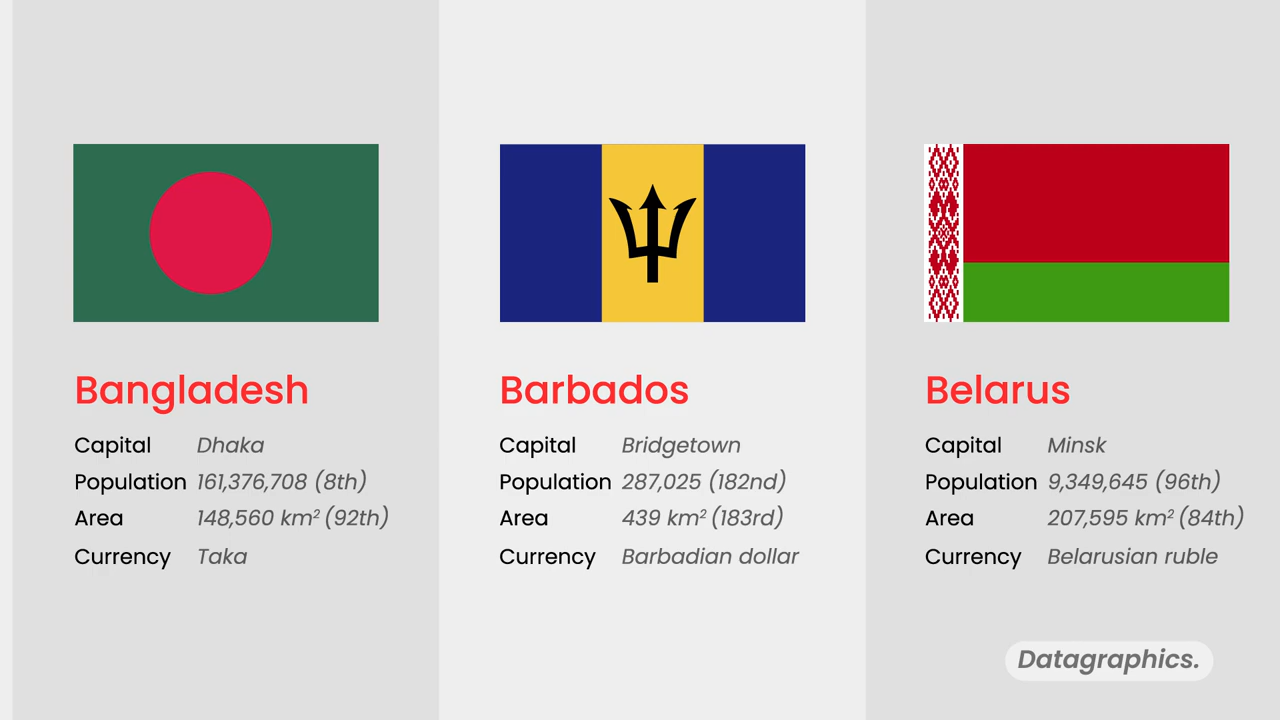 Bangladesh
Capital Dhaka
Population 161,376,708 (8th)
Area 148,560 km² (92th)
Currency Taka
Barbados
Capital Bridgetown
Population 287,025 (182nd)
Area 439 km² (183rd)
Currency Barbadian dollar
Belarus
Capital Minsk
Population 9,349,645 (96th)
Area 207,595 km² (84th)
Currency Belarusian ruble
Datagraphics.